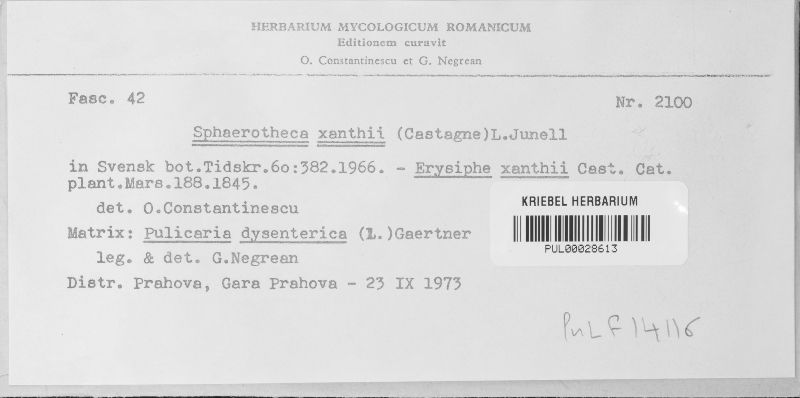 HERBARIUM MYCOLOGICUM ROMANICUM
Editionem curavit
O. Constantinescu et G. Negrean
Fasc. 42
Nr. 2100
Sphaerotheca xanthii (Castagne)L.Junell
in Svensk bot.Tidskr.60:382.1966. - Erysiphe xanthii Cast. Cat.
plant.Mars.188.1845.
det. O.Constantinescu
Matrix: Pulicaria dysenterica (L.)Gaertner
leg. & det. G.Negrean
Distr. Prahova, Gara Prahova - 23 IX 1973
KRIEBEL HERBARIUM
PUL00028613
PuL F14116